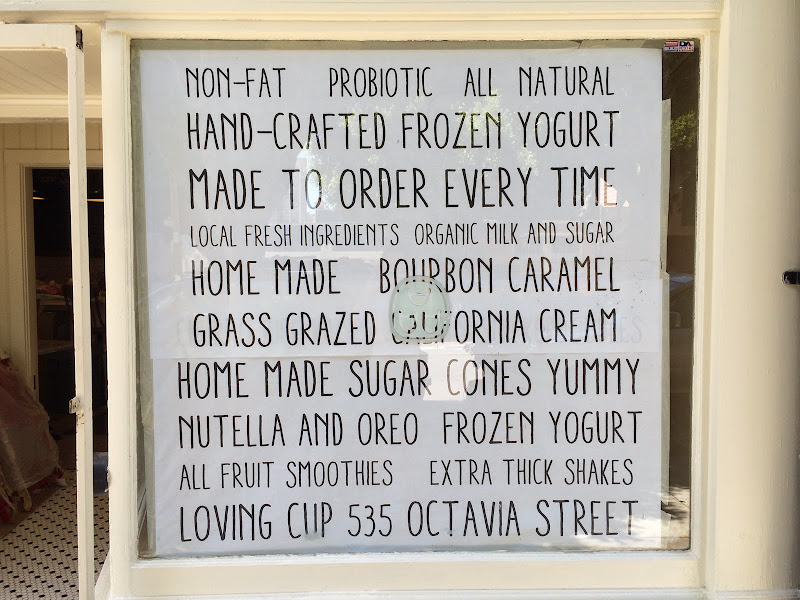 NON-FAT PROBIOTIC ALL NATURAL
HAND-CRAFTED FROZEN YOGURT
MADE TO ORDER EVERY TIME
LOCAL FRESH INGREDIENTS ORGANIC MILK AND SUGAR
HOME MADE BOURBON CARAMEL
GRASS GRAZED CALIFORNIA CREAM
HOME MADE SUGAR CONES YUMMY
NUTELLA AND OREO FROZEN YOGURT
ALL FRUIT SMOOTHIES EXTRA THICK SHAKES
LOVING CUP 535 OCTAVIA STREET